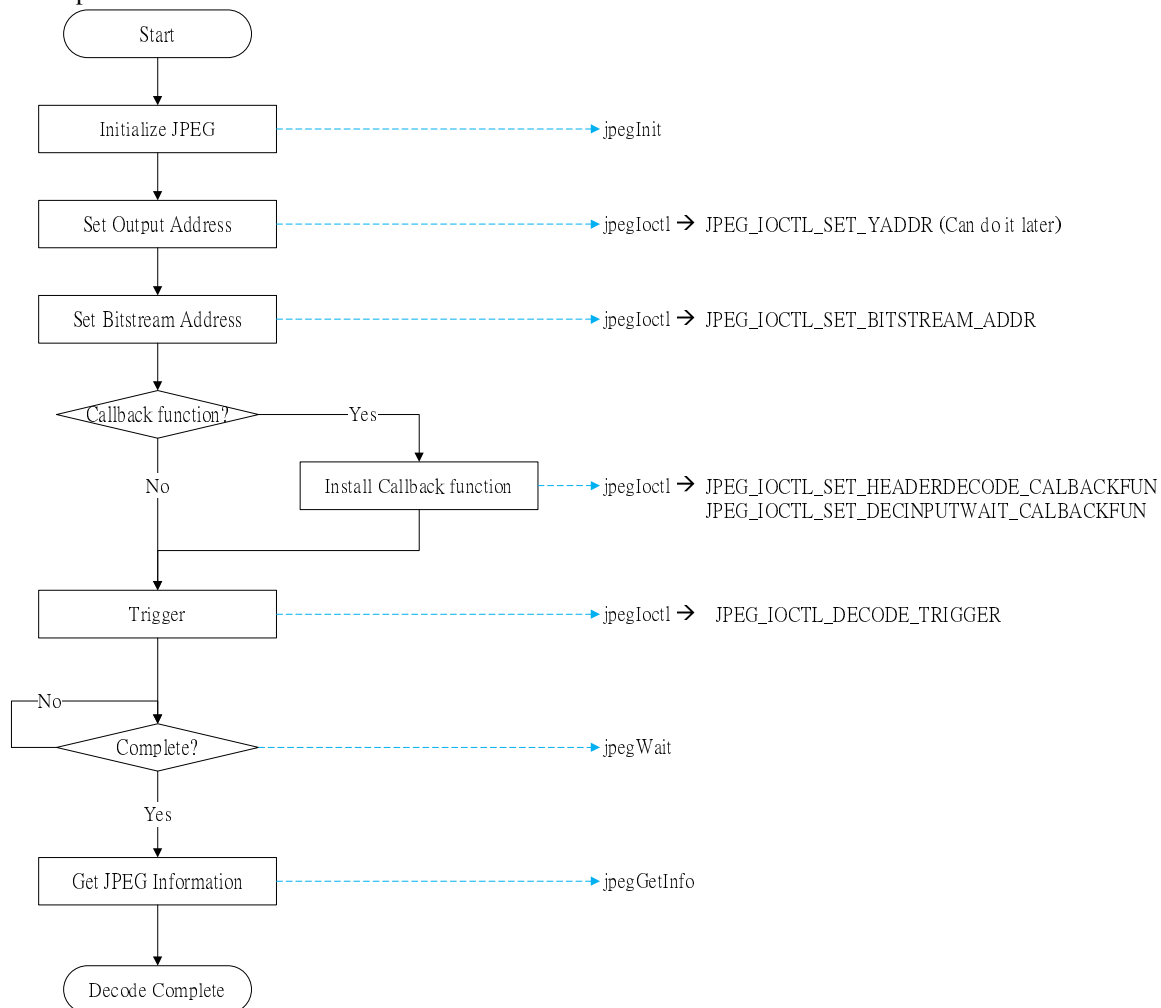 Start
Initialize JPEG
jpegInit
Set Output Address
jpegIoctl → JPEG_IOCTL_SET_YADDR (Can do it later)
Set Bitstream Address
jpegIoctl → JPEG_IOCTL_SET_BITSTREAM_ADDR
Callback function?
Yes
No
Install Callback function
jpegIoctl → JPEG_IOCTL_SET_HEADERDECODE_CALBACKFUN
JPEG_IOCTL_SET_DECINPUTWAIT_CALBACKFUN
Trigger
jpegIoctl → JPEG_IOCTL_DECODE_TRIGGER
No
Complete?
jpegWait
Yes
Get JPEG Information
jpegGetInfo
Decode Complete